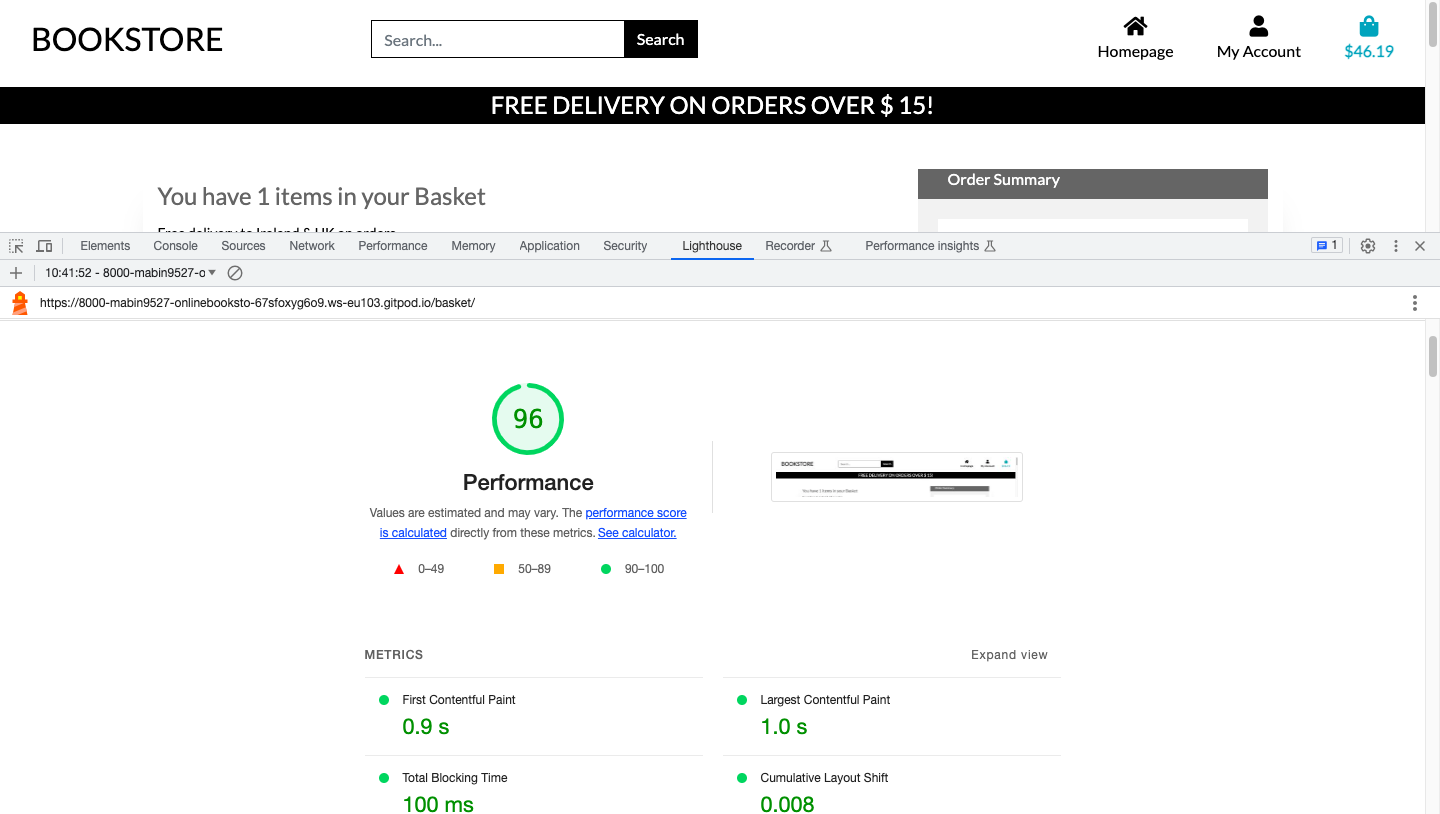 BOOKSTORE
Search...
Search
Homepage
My Account
$46.19
FREE DELIVERY ON ORDERS OVER $ 15!
You have 1 items in your Basket
Order Summary
Free delivery to Ireland & UK on orders
Elements Console Sources Network Performance Memory Application Security Lighthouse Recorder Performance insights 1
10:41:52 - 8000-mabin9527-o
https://8000-mabin9527-onlinebooksto-67sfoxyg6o9.ws-eu103.gitpod.io/basket/
96
Performance
Values are estimated and may vary. The performance score
is calculated directly from these metrics. See calculator.
0–49 50–89 90–100
BOOKSTORE
Homepage My Account
FREE DELIVERY ON ORDERS OVER $ 15!
You have 1 items in your Basket
METRICS
Expand view
First Contentful Paint
0.9 s
Largest Contentful Paint
1.0 s
Total Blocking Time
100 ms
Cumulative Layout Shift
0.008